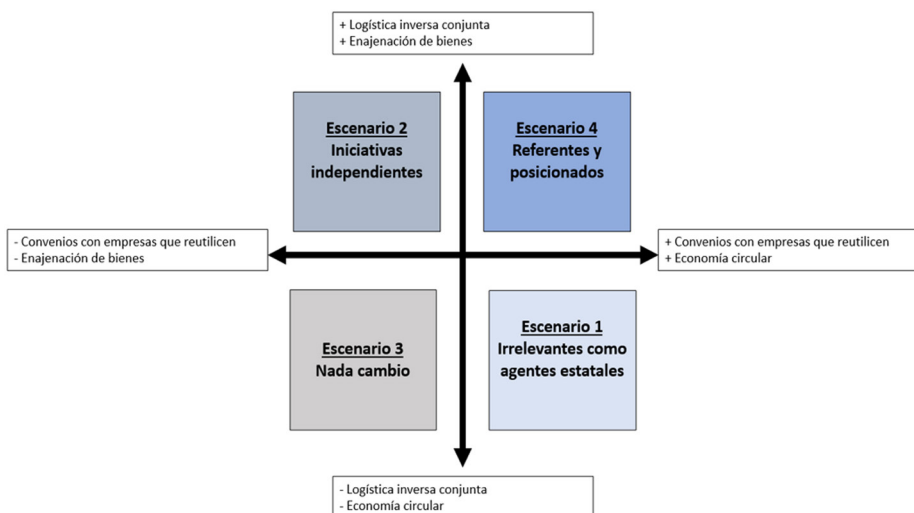 + Logística inversa conjunta
+ Enajenación de bienes
Escenario 2
Iniciativas
independientes
Escenario 4
Referentes y
posicionados
- Convenios con empresas que reutilicen
- Enajenación de bienes
+ Convenios con empresas que reutilicen
+ Economía circular
Escenario 3
Nada cambio
Escenario 1
Irrelevantes como
agentes estatales
- Logística inversa conjunta
- Economía circular